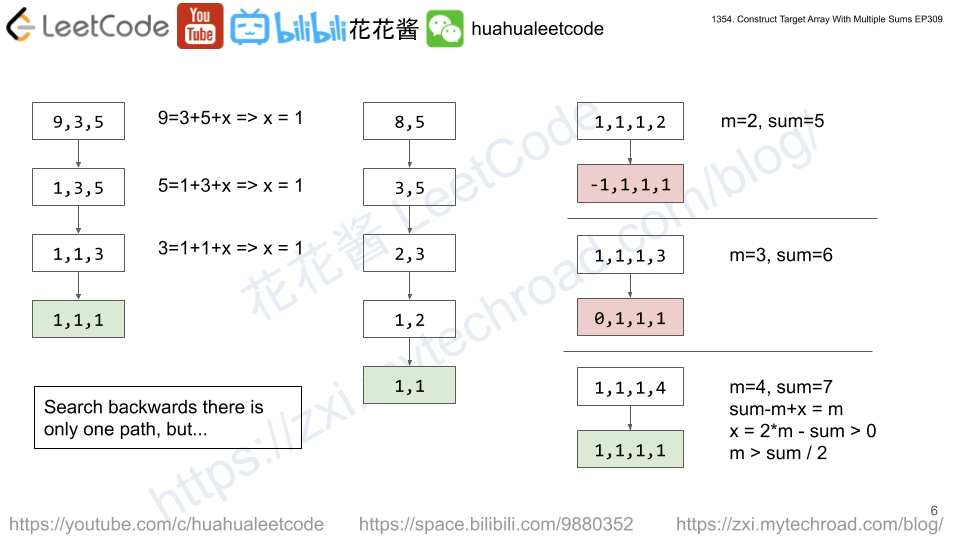 LeetCode
You
Tube
bilibili
花花酱
huahualeetcode
1354. Construct Target Array With Multiple Sums EP309
9,3,5
9=3+5+x => x = 1
1,3,5
5=1+3+x => x = 1
1,1,3
3=1+1+x => x = 1
1,1,1
Search backwards there is
only one path, but...
8,5
3,5
2,3
1,2
1,1
1,1,1,2
m=2, sum=5
-1,1,1,1
1,1,1,3
m=3, sum=6
0,1,1,1
1,1,1,4
m=4, sum=7
sum-m+x = m
x = 2*m - sum > 0
m > sum / 2
1,1,1,1
花花酱 LeetCode
https://zxi.mytechroad.com/blog/
6
https://youtube.com/c/huahualeetcode
https://space.bilibili.com/9880352
https://zxi.mytechroad.com/blog/